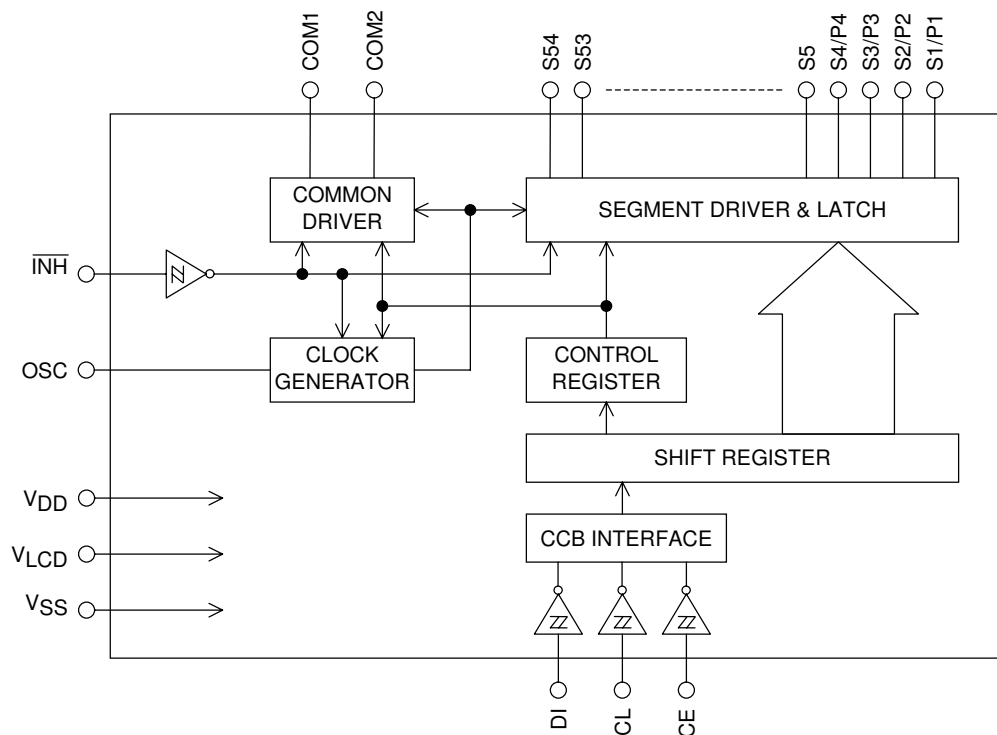 COM1
COM2
S54
S53
S5
S4/P4
S3/P3
S2/P2
S1/P1
COMMON
DRIVER
SEGMENT DRIVER & LATCH
INH
OSC
CLOCK
GENERATOR
CONTROL
REGISTER
SHIFT REGISTER
VDD
VLCD
VSS
CCB INTERFACE
DI
CL
CE